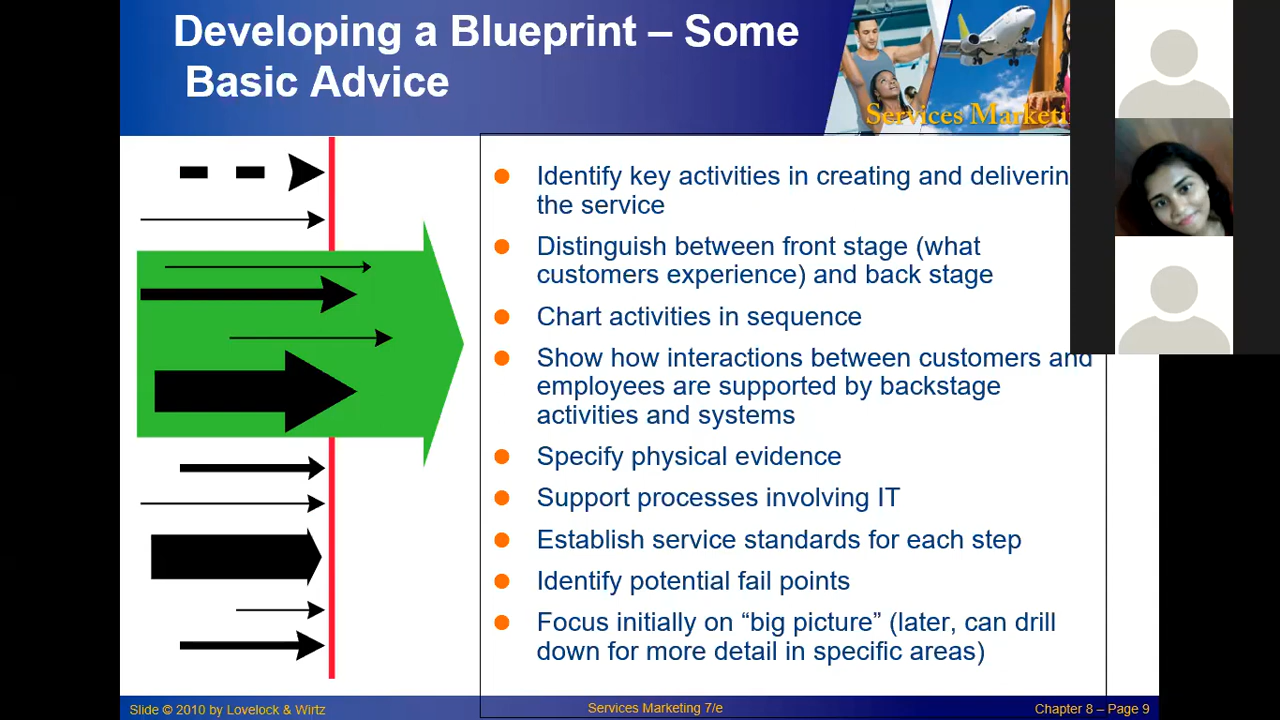 Developing a Blueprint – Some
Basic Advice
Services Marketi
Identify key activities in creating and deliverin
the service
Distinguish between front stage (what
customers experience) and back stage
Chart activities in sequence
Show how interactions between customers and
employees are supported by backstage
activities and systems
Specify physical evidence
Support processes involving IT
Establish service standards for each step
Identify potential fail points
Focus initially on “big picture” (later, can drill
down for more detail in specific areas)
Slide © 2010 by Lovelock & Wirtz
Services Marketing 7/e
Chapter 8 – Page 9